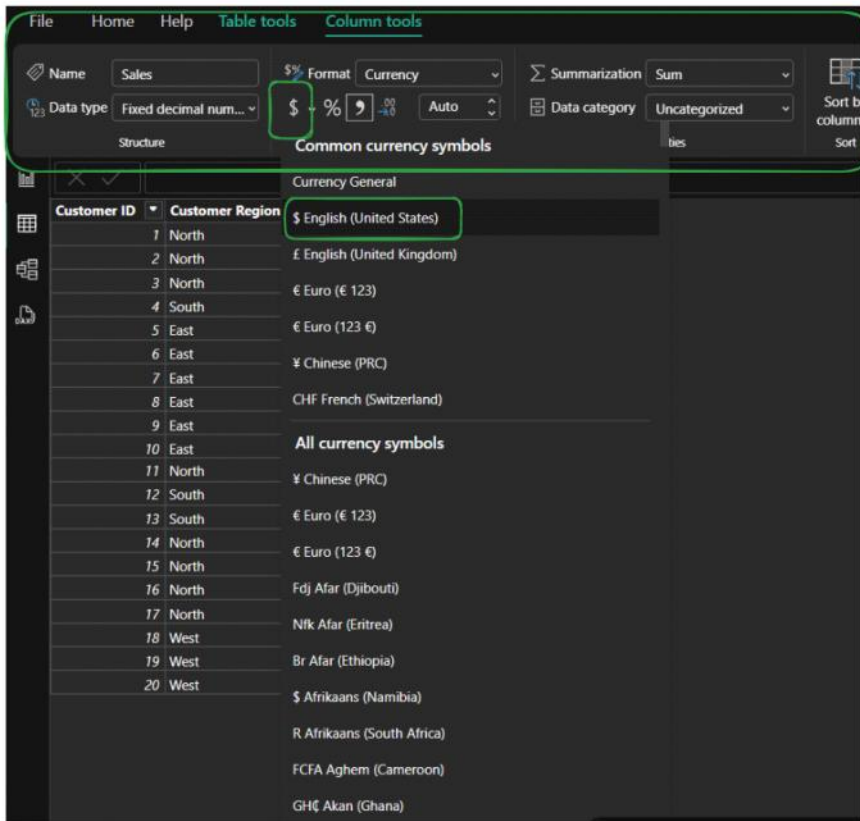 File Home Help Table tools Column tools
Name Sales $% Format Currency Summarization Sum
123 Data type Fixed decimal num... $ % , .00 Auto Data category Uncategorized Sort b
column
Structure ties Sort
Common currency symbols
Currency General
$ English (United States)
£ English (United Kingdom)
€ Euro (€ 123)
€ Euro (123 €)
¥ Chinese (PRC)
CHF French (Switzerland)
All currency symbols
¥ Chinese (PRC)
€ Euro (€ 123)
€ Euro (123 €)
Fdj Afar (Djibouti)
Nfk Afar (Eritrea)
Br Afar (Ethiopia)
$ Afrikaans (Namibia)
R Afrikaans (South Africa)
FCFA Aghem (Cameroon)
GH₵ Akan (Ghana)
Customer ID Customer Region
1 North
2 North
3 North
4 South
5 East
6 East
7 East
8 East
9 East
10 East
11 North
12 South
13 South
14 North
15 North
16 North
17 North
18 West
19 West
20 West